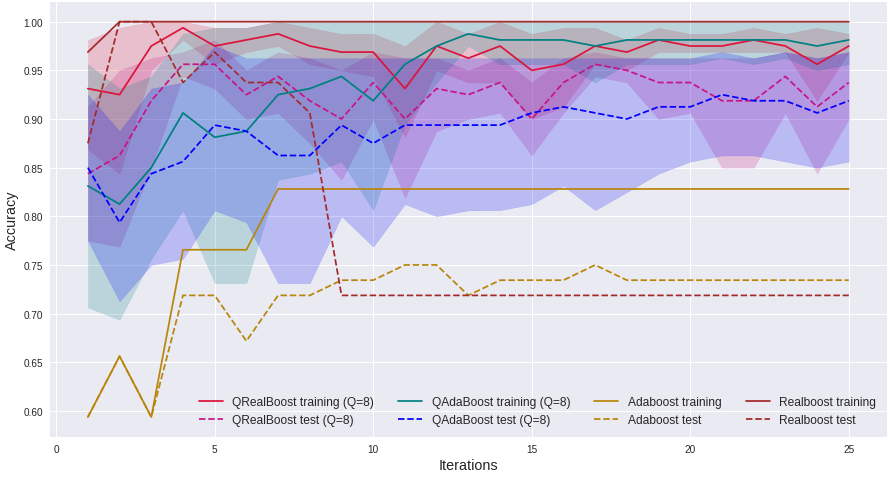 1.00
0.95
0.90
0.85
0.80
0.75
0.70
0.65
0.60
Accuracy
QRealBoost training (Q=8)
QRealBoost test (Q=8)
QAdaBoost training (Q=8)
QAdaBoost test (Q=8)
Adaboost training
Adaboost test
Realboost training
Realboost test
0 5 10 15 20 25
Iterations